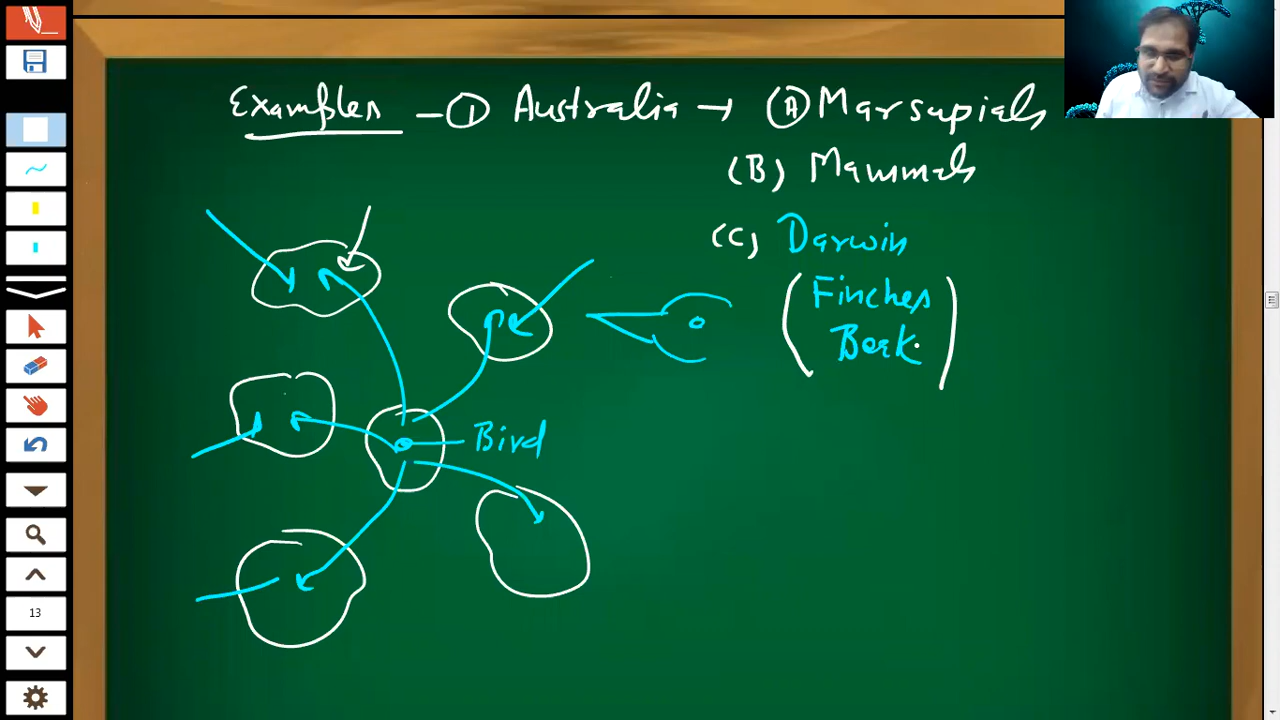 Examples - ① Australia → Ⓐ Marsupials
(B) Mammals
(C) Darwin
Finches
Beak
Bird
13